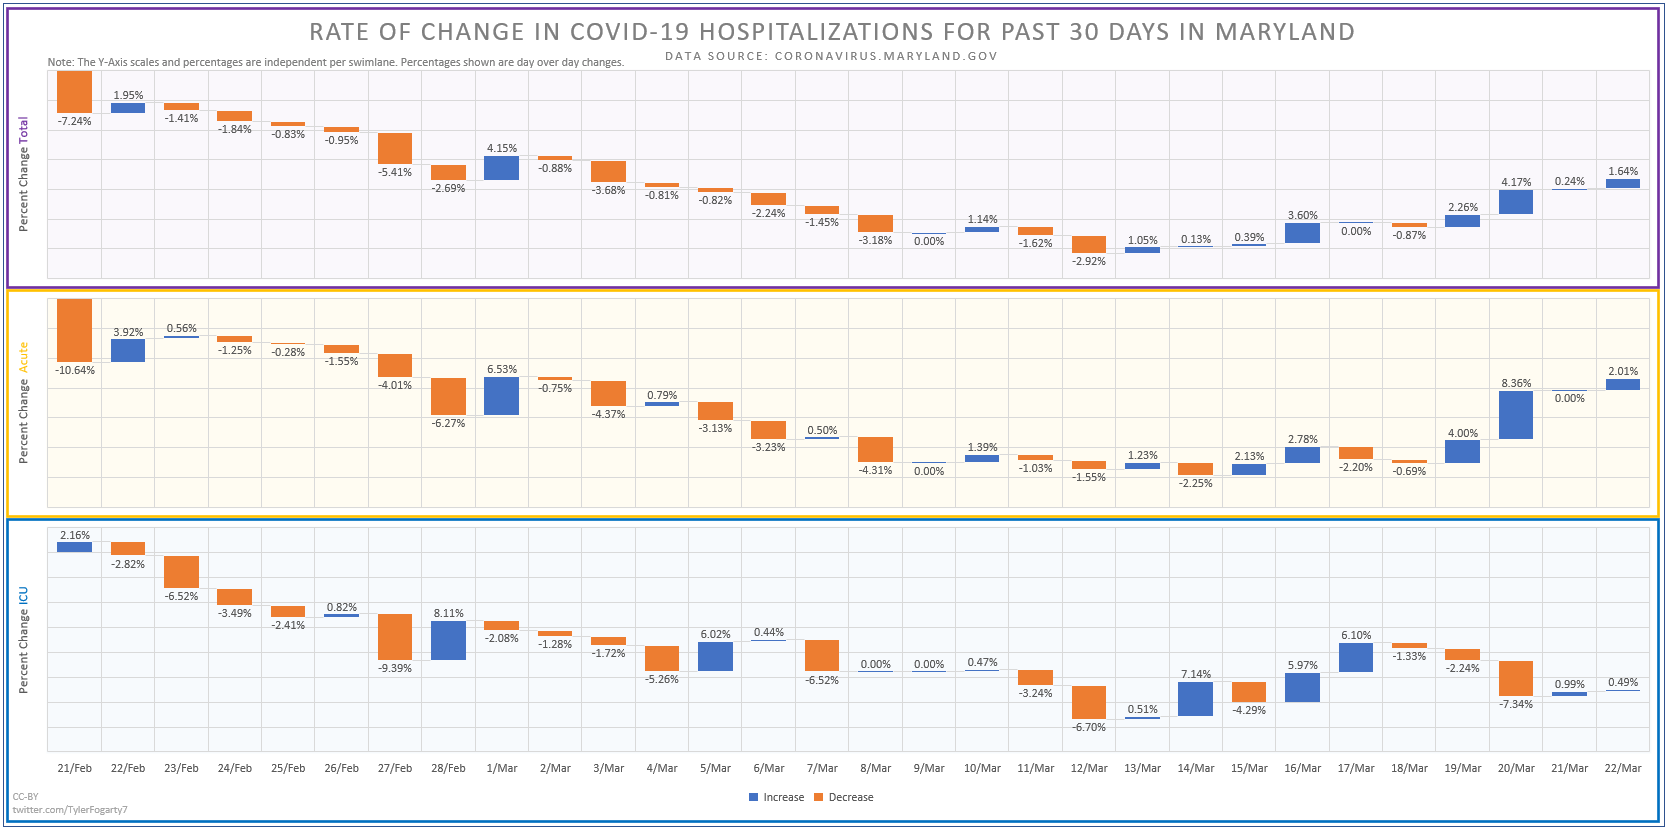 RATE OF CHANGE IN COVID-19 HOSPITALIZATIONS FOR PAST 30 DAYS IN MARYLAND
DATA SOURCE: CORONAVIRUS.MARYLAND.GOV
Note: The Y-Axis scales and percentages are independent per swimlane. Percentages shown are day over day changes.
Percent Change Total
-7.24% 1.95% -1.41% -1.84% -0.83% -0.95% -5.41% -2.69% 4.15% -0.88% -3.68% -0.81% -0.82% -2.24% -1.45% -3.18% 0.00% 1.14% -1.62% -2.92% 1.05% 0.13% 0.39% 3.60% 0.00% -0.87% 2.26% 4.17% 0.24% 1.64%
Percent Change Acute
-10.64% 3.92% 0.56% -1.25% -0.28% -1.55% -4.01% -6.27% 6.53% -0.75% -4.37% 0.79% -3.13% -3.23% 0.50% -4.31% 0.00% 1.39% -1.03% -1.55% 1.23% -2.25% 2.13% 2.78% -2.20% -0.69% 4.00% 8.36% 0.00% 2.01%
Percent Change ICU
2.16% -2.82% -6.52% -3.49% -2.41% 0.82% -9.39% 8.11% -2.08% -1.28% -1.72% -5.26% 6.02% 0.44% -6.52% 0.00% 0.00% 0.47% -3.24% -6.70% 0.51% 7.14% -4.29% 5.97% 6.10% -1.33% -2.24% -7.34% 0.99% 0.49%
21/Feb 22/Feb 23/Feb 24/Feb 25/Feb 26/Feb 27/Feb 28/Feb 1/Mar 2/Mar 3/Mar 4/Mar 5/Mar 6/Mar 7/Mar 8/Mar 9/Mar 10/Mar 11/Mar 12/Mar 13/Mar 14/Mar 15/Mar 16/Mar 17/Mar 18/Mar 19/Mar 20/Mar 21/Mar 22/Mar
Increase Decrease
CC-BY
twitter.com/TylerFogarty7